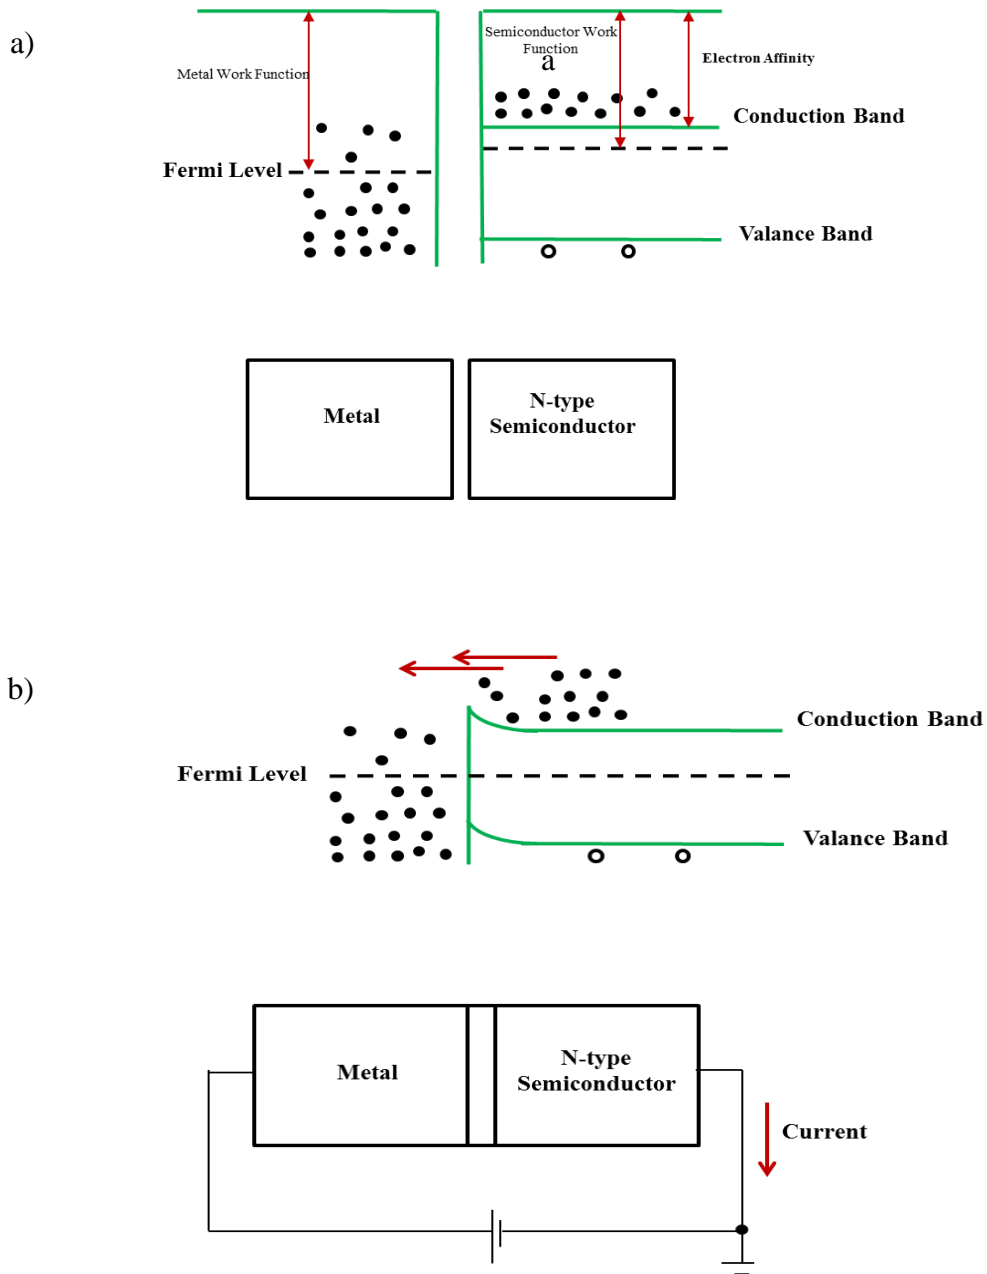 a)
Semiconductor Work
Function
a
Electron Affinity
Metal Work Function
Conduction Band
Fermi Level
Valance Band
Metal
N-type
Semiconductor
b)
Conduction Band
Fermi Level
Valance Band
Metal
N-type
Semiconductor
Current